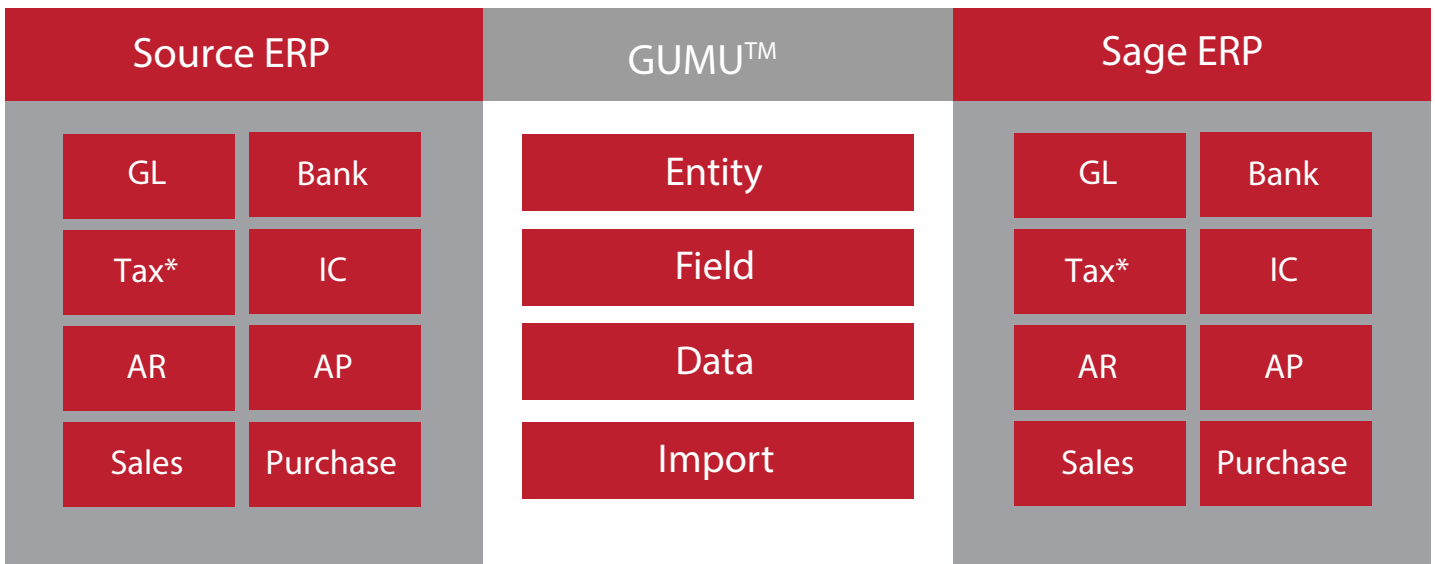 Source ERP
GUMU™
Sage ERP
GL
Bank
Tax*
IC
AR
AP
Sales
Purchase
Entity
Field
Data
Import
GL
Bank
Tax*
IC
AR
AP
Sales
Purchase